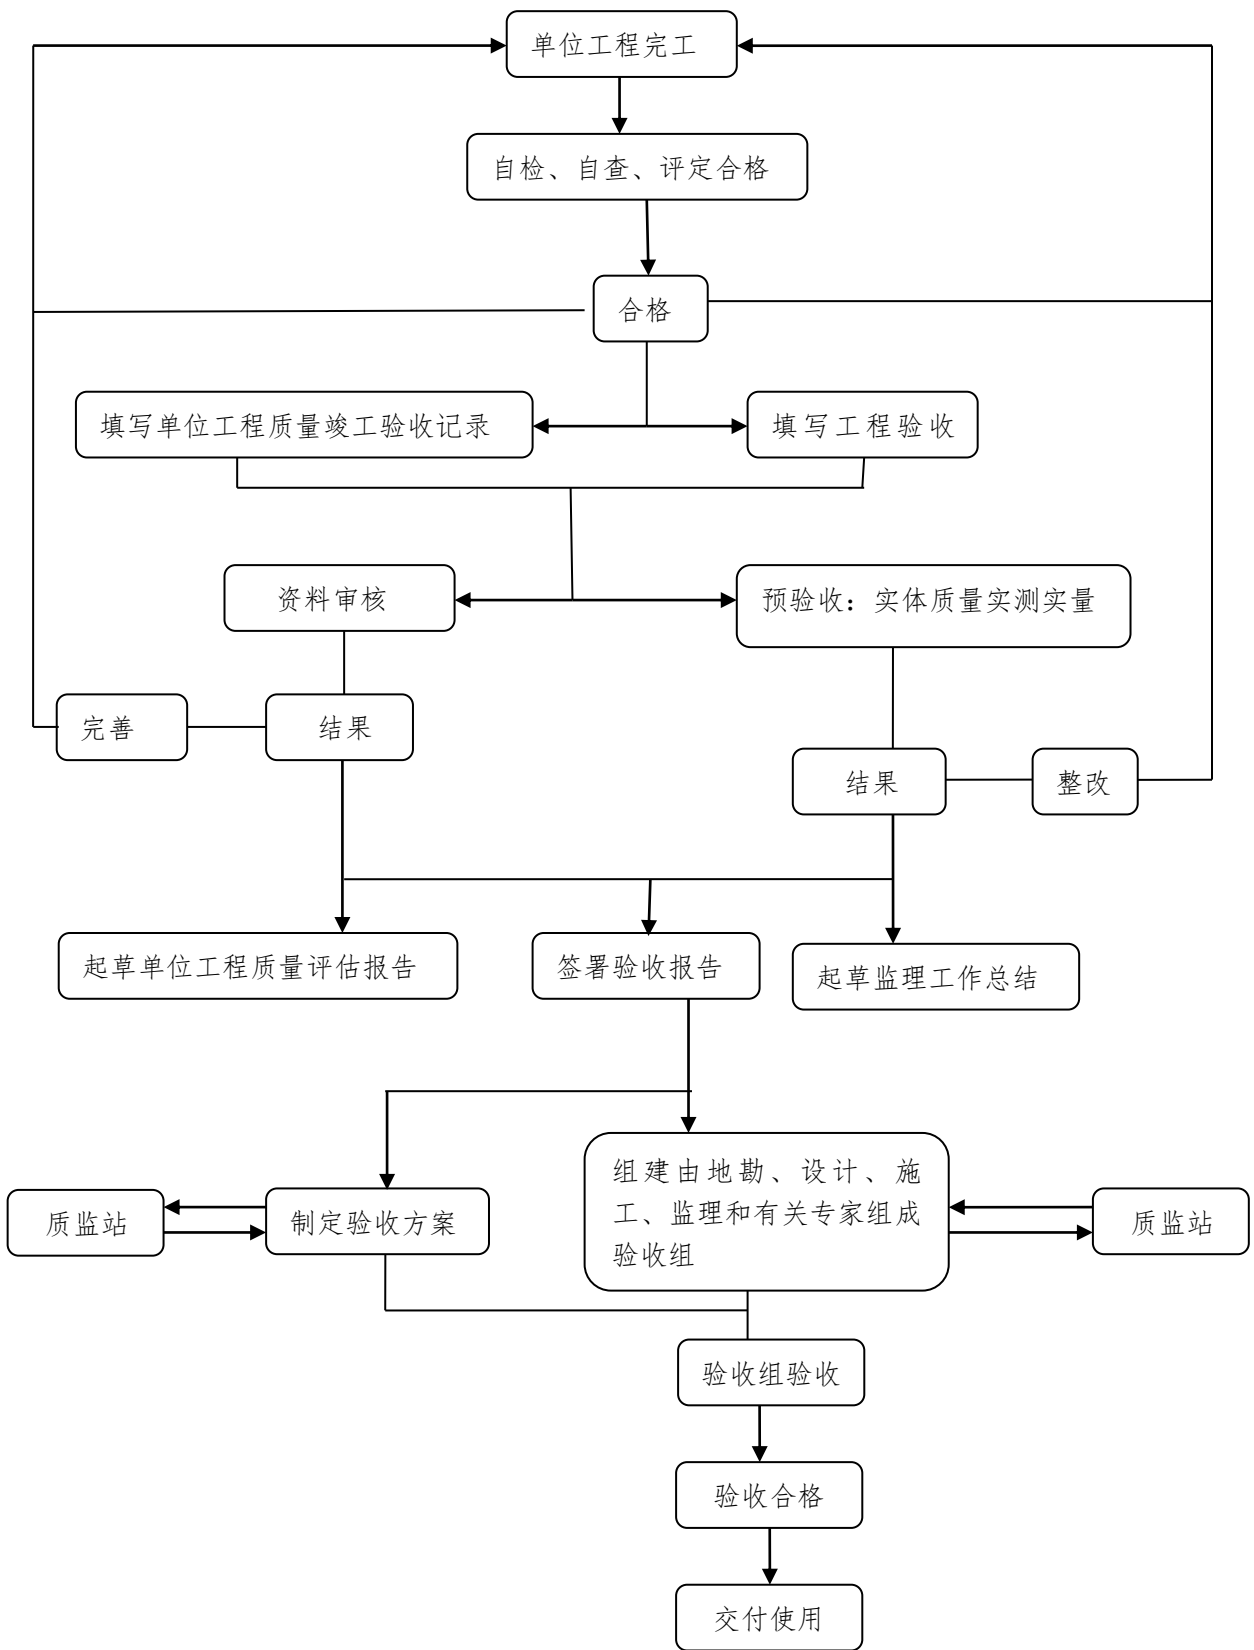 单位工程完工
自检、自查、评定合格
合格
填写单位工程质量竣工验收记录
填写工程验收
资料审核
预验收：实体质量实测实量
完善
结果
结果
整改
起草单位工程质量评估报告
签署验收报告
起草监理工作总结
组建由地勘、设计、施
工、监理和有关专家组成
验收组
质监站
制定验收方案
质监站
验收组验收
验收合格
交付使用